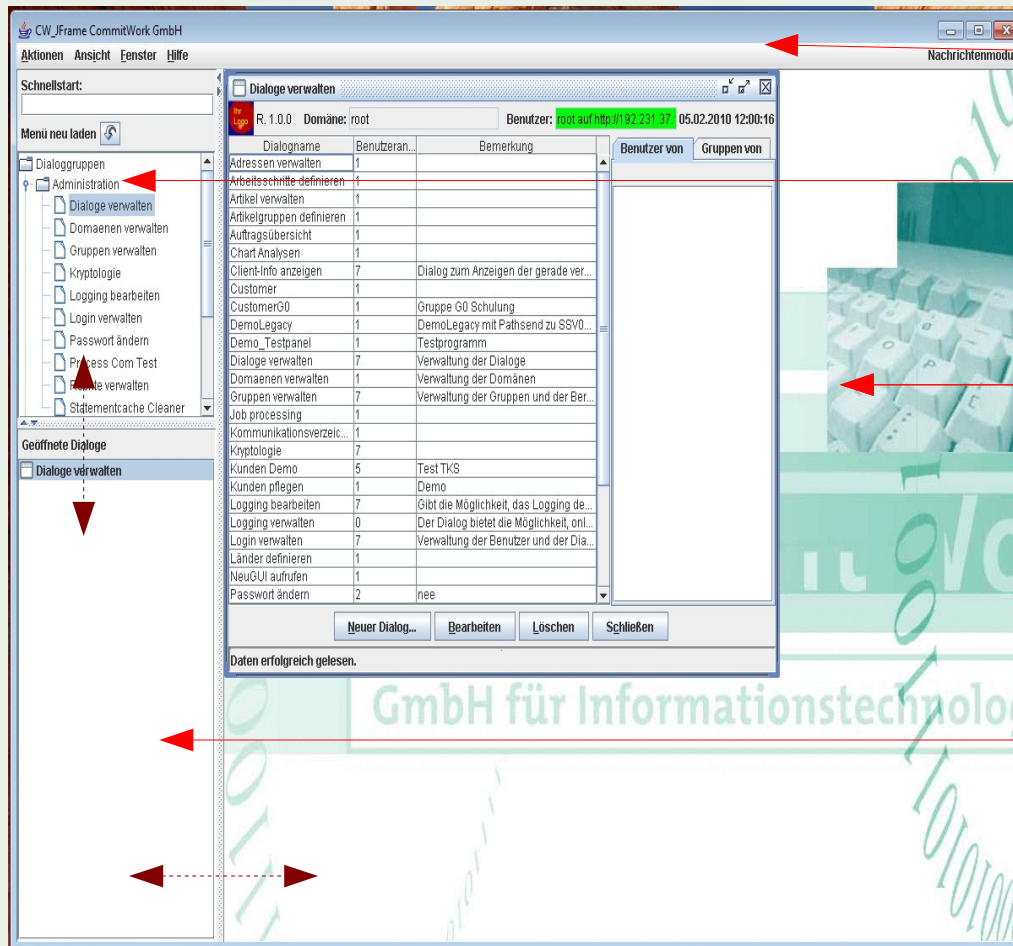 CW_JFrame CommitWork GmbH
Aktionen Ansicht Fenster Hilfe
Schnellstart:
Menü neu laden
Dialoggruppen
Administration
Dialoge verwalten
Domaenen verwalten
Gruppen verwalten
Kryptologie
Logging bearbeiten
Login verwalten
Passwort ändern
Process Com Test
verwalten
Statementcache Cleaner
Geöffnete Dialoge
Dialoge verwalten
Dialoge verwalten
Ihr
Logo
R. 1.0.0 Domäne: root Benutzer: root auf http://192.231.37. 05.02.2010 12:00:16
Dialogname Benutzeran... Bemerkung
Adressen verwalten 1
Arbeitsschritte definieren 1
Artikel verwalten 1
Artikelgruppen definieren 1
Auftragsübersicht 1
Chart Analysen 1
Client-Info anzeigen 7 Dialog zum Anzeigen der gerade ver...
Customer 1
CustomerG0 1 Gruppe G0 Schulung
DemoLegacy 1 DemoLegacy mit Pathsend zu SSV0...
Demo_Testpanel 1 Testprogramm
Dialoge verwalten 7 Verwaltung der Dialoge
Domaenen verwalten 1 Verwaltung der Domänen
Gruppen verwalten 7 Verwaltung der Gruppen und der Ber...
Job processing 1
Kommunikationsverzeic... 1
Kryptologie 7
Kunden Demo 5 Test TKS
Kunden pflegen 1 Demo
Logging bearbeiten 7 Gibt die Möglichkeit, das Logging de...
Logging verwalten 0 Der Dialog bietet die Möglichkeit, onl...
Login verwalten 7 Verwaltung der Benutzer und der Dia...
Länder definieren 1
NeuGUI aufrufen 1
Passwort ändern 2 nee
Benutzer von Gruppen von
Neuer Dialog... Bearbeiten Löschen Schließen
Daten erfolgreich gelesen.
Nachrichtenmodu
GmbH für Informationstechnolog